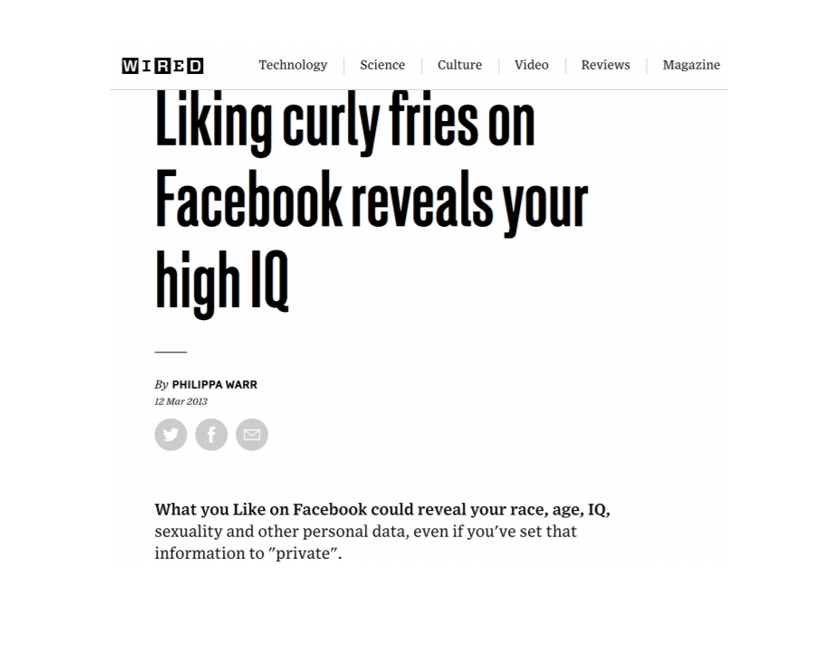 WIRED Technology Science Culture Video Reviews Magazine
Liking curly fries on
Facebook reveals your
high IQ
By PHILIPPA WARR
12 Mar 2013
What you Like on Facebook could reveal your race, age, IQ,
sexuality and other personal data, even if you've set that
information to "private".